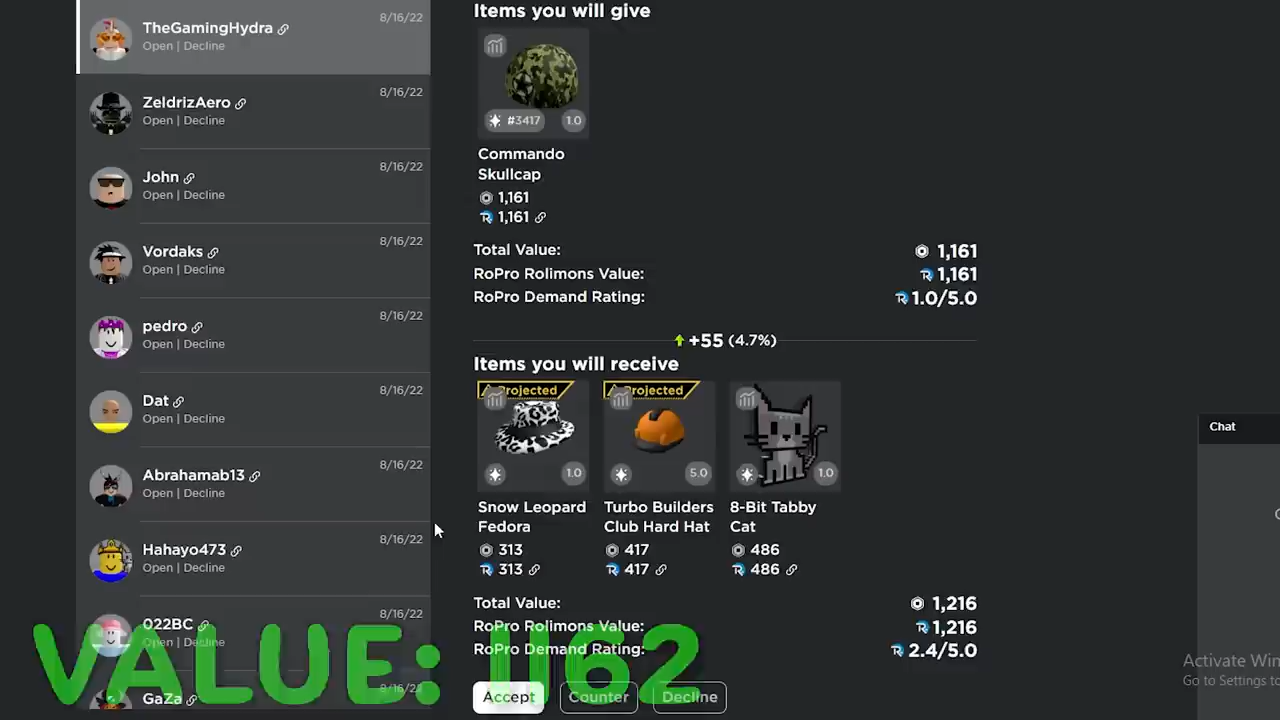 TheGamingHydra
8/16/22
Open | Decline
ZeldrizAero
8/16/22
Open | Decline
John
8/16/22
Open | Decline
Vordaks
8/16/22
Open | Decline
pedro
8/16/22
Open | Decline
Dat
8/16/22
Open | Decline
Abrahamab13
8/16/22
Open | Decline
Hahayo473
8/16/22
Open | Decline
022BC
8/16/22
Open | Decline
GaZa
8/16/22
Items you will give
#3417 1.0
Commando
Skullcap
1,161
1,161
Total Value: 1,161
RoPro Rolimons Value: 1,161
RoPro Demand Rating: 1.0/5.0
+55 (4.7%)
Items you will receive
Projected
1.0
Snow Leopard
Fedora
313
313
Projected
5.0
Turbo Builders
Club Hard Hat
417
417
1.0
8-Bit Tabby
Cat
486
486
Total Value: 1,216
RoPro Rolimons Value: 1,216
RoPro Demand Rating: 2.4/5.0
Accept Counter Decline
VALUE: 1162
Chat
Activate Win
Go to Settings to